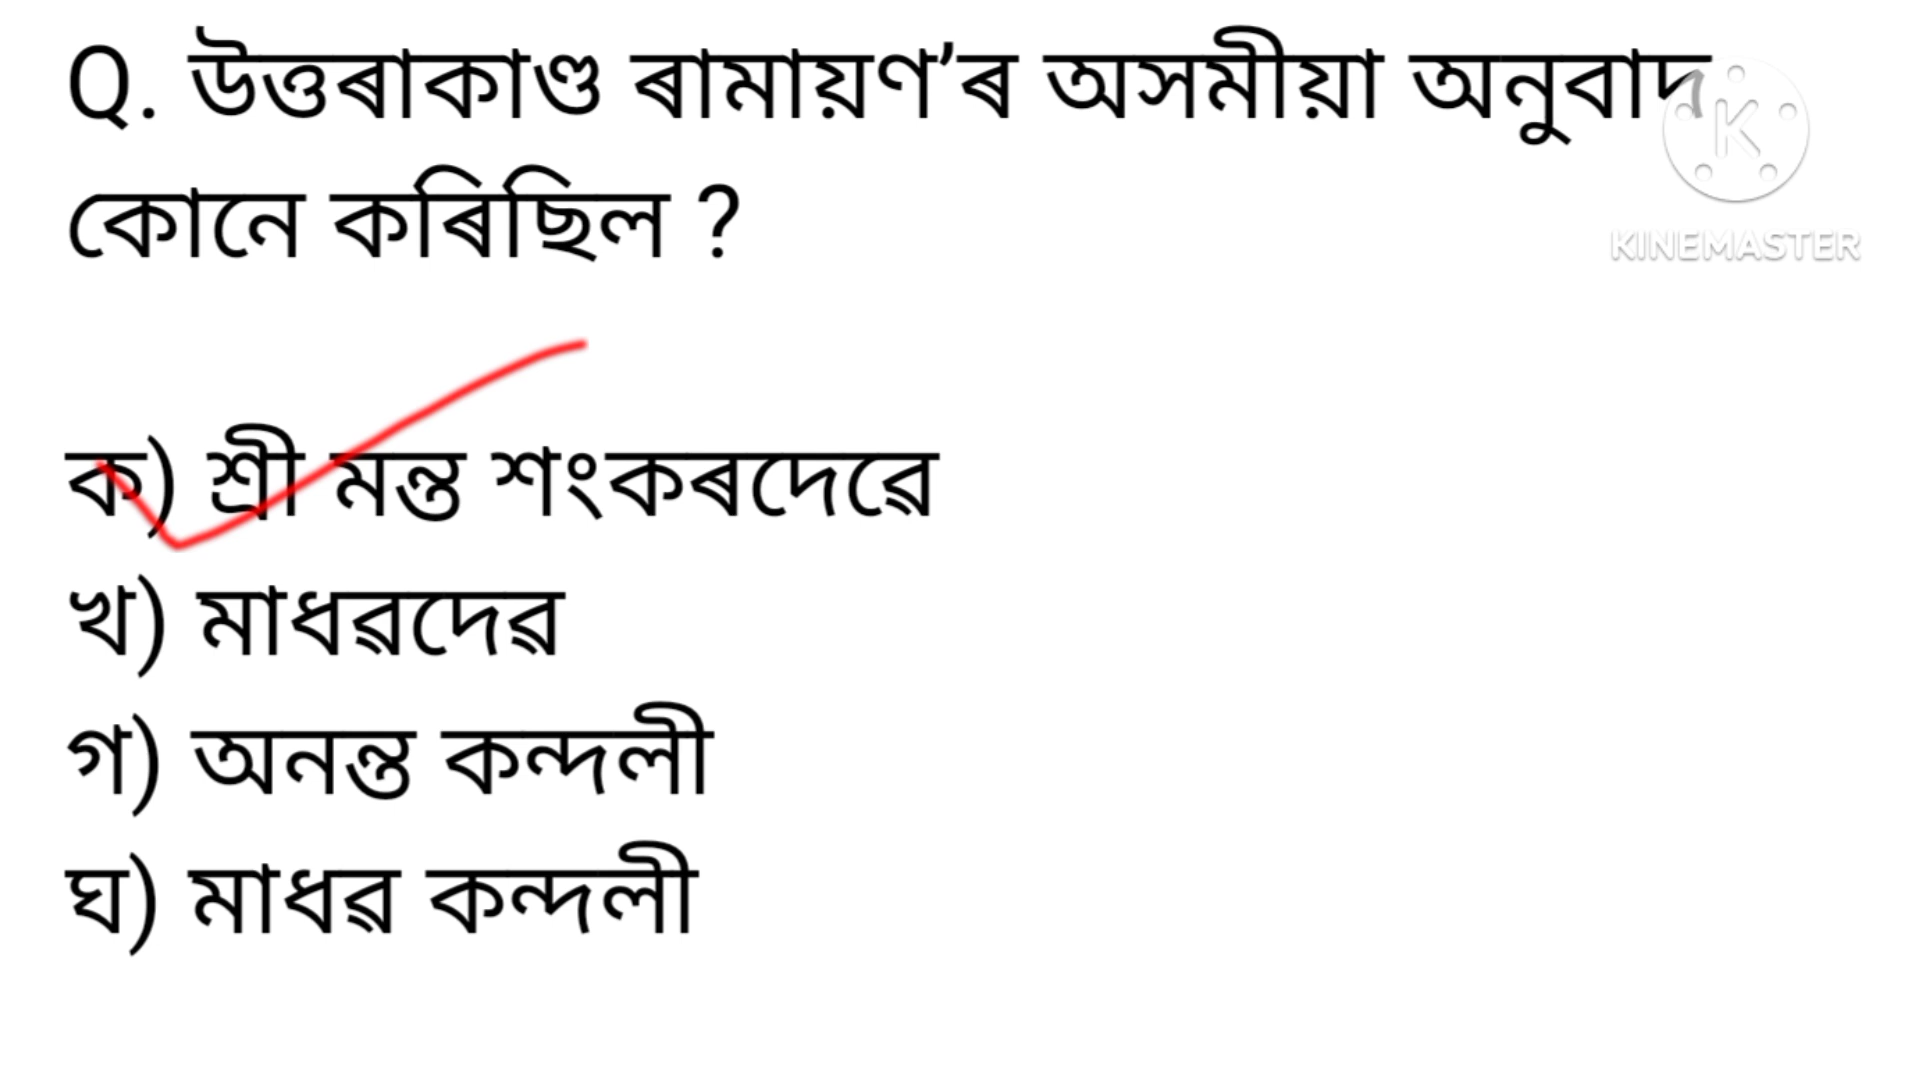 Q. উত্তৰাকাণ্ড ৰামায়ণ’ৰ অসমীয়া অনুবাদ
কোনে কৰিছিল ?
KINEMASTER
ক) শ্ৰী মন্ত শংকৰদেৱে
খ) মাধৱদেৱ
গ) অনন্ত কন্দলী
ঘ) মাধৱ কন্দলী